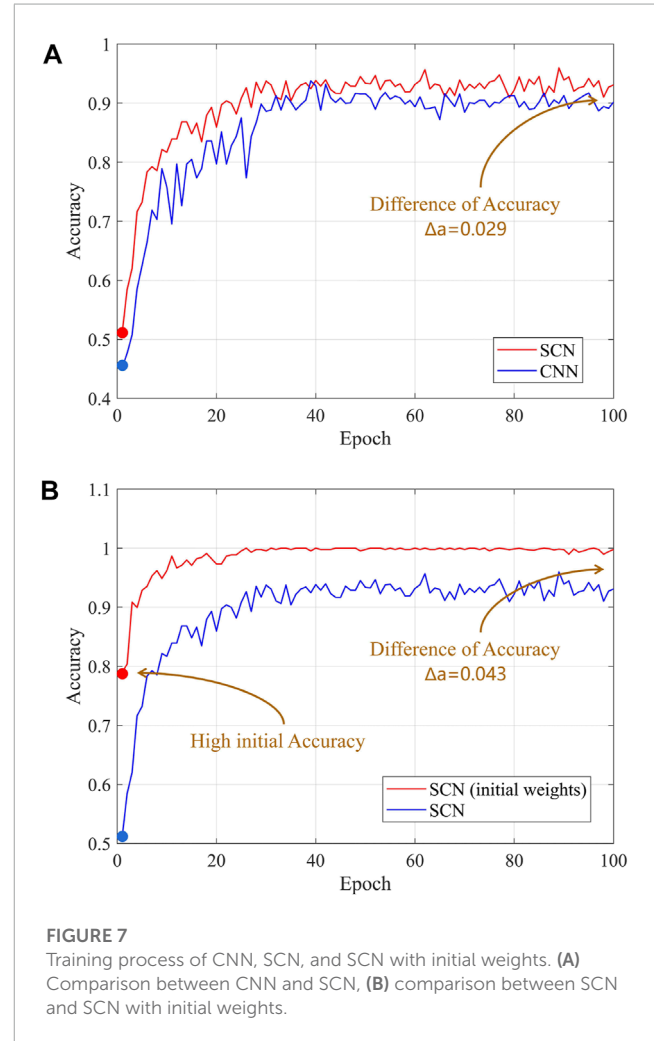 A
1
0.9
0.8
0.7
0.6
0.5
0.4
Accuracy
Difference of Accuracy
Δa=0.029
SCN
CNN
0 20 40 60 80 100
Epoch
B
1.1
1
0.9
0.8
0.7
0.6
0.5
Accuracy
Difference of Accuracy
Δa=0.043
High initial Accuracy
SCN (initial weights)
SCN
0 20 40 60 80 100
Epoch
FIGURE 7
Training process of CNN, SCN, and SCN with initial weights. (A)
Comparison between CNN and SCN, (B) comparison between SCN
and SCN with initial weights.